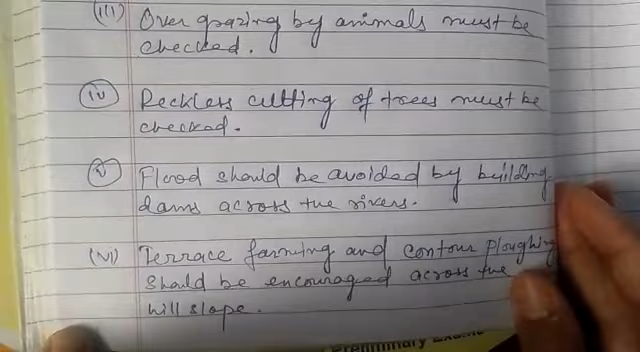 (iii) Over grazing by animals must be
checked.
(iv) Reckless cutting of trees must be
checked.
(v) Flood should be avoided by building
dams across the rivers.
(vi) Terrace farming and contour ploughing
should be encouraged across the
hill slope.
Preliminary Exam